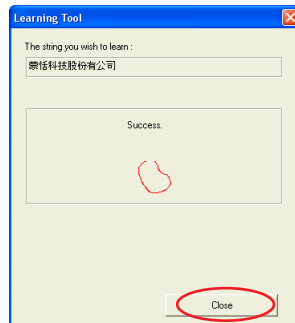 Learning Tool
The string you wish to learn :
蒙恬科技股份有公司
Success.
Close